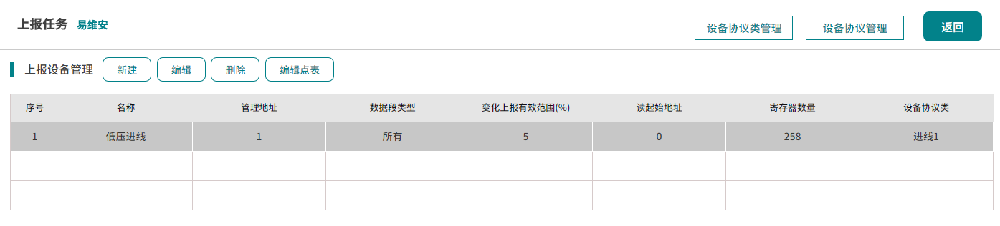 上报任务 易维安 设备协议类管理 设备协议管理 返回
上报设备管理 新建 编辑 删除 编辑点表
序号 名称 管理地址 数据段类型 变化上报有效范围(%) 读起始地址 寄存器数量 设备协议类
1 低压进线 1 所有 5 0 258 进线1